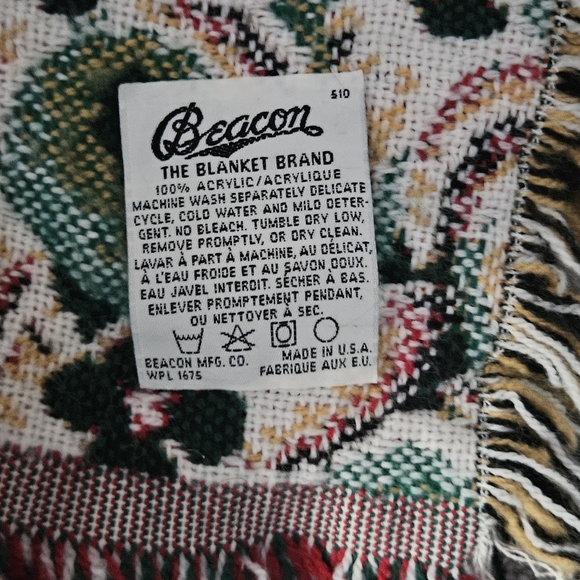 510
Beacon
THE BLANKET BRAND
100% ACRYLIC/ACRYLIQUE
MACHINE WASH SEPARATELY DELICATE
CYCLE, COLD WATER AND MILD DETER-
GENT. NO BLEACH. TUMBLE DRY LOW,
REMOVE PROMPTLY, OR DRY CLEAN.
LAVAR À PART À MACHINE, AU DÉLICAT,
À L'EAU FROIDE ET AU SAVON DOUX.
EAU JAVEL INTERDIT. SÉCHER À BAS.
ENLEVER PROMPTEMENT PENDANT,
OU NETTOYER À SEC.
BEACON MFG. CO. MADE IN U.S.A.
WPL 1675 FABRIQUE AUX E.U.